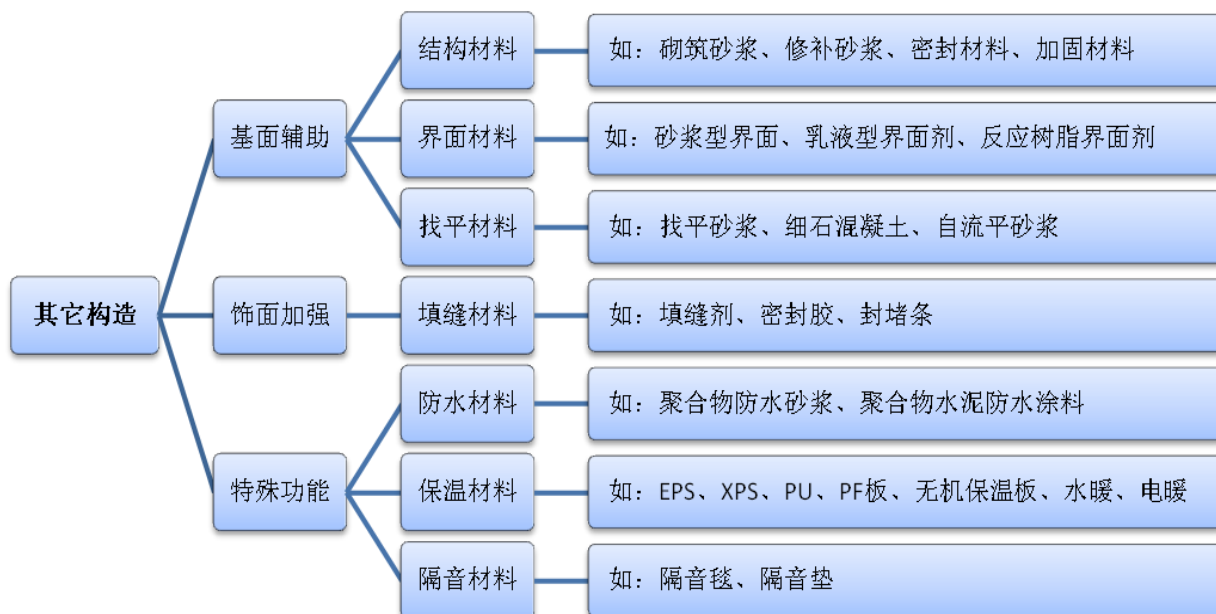 其它构造
基面辅助
结构材料
如：砌筑砂浆、修补砂浆、密封材料、加固材料
界面材料
如：砂浆型界面、乳液型界面剂、反应树脂界面剂
找平材料
如：找平砂浆、细石混凝土、自流平砂浆
饰面加强
填缝材料
如：填缝剂、密封胶、封堵条
特殊功能
防水材料
如：聚合物防水砂浆、聚合物水泥防水涂料
保温材料
如：EPS、XPS、PU、PF板、无机保温板、水暖、电暖
隔音材料
如：隔音毯、隔音垫